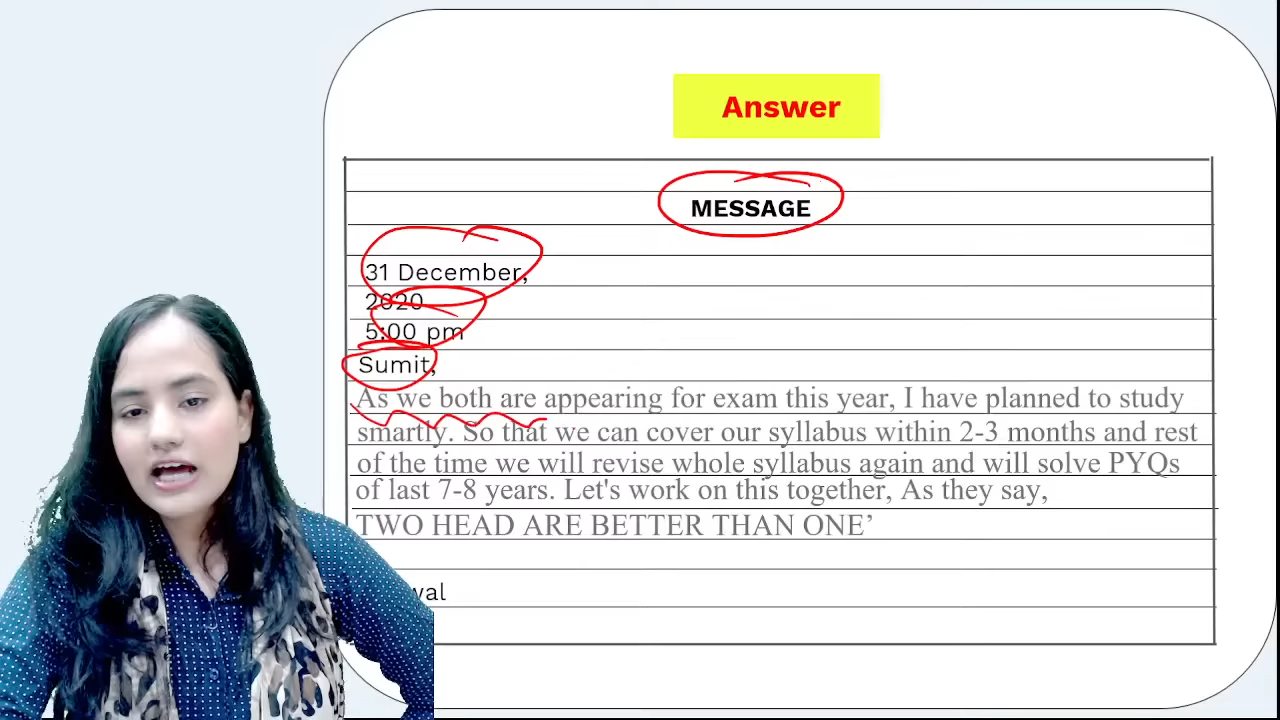 Answer
MESSAGE
31 December,
2020
5:00 pm
Sumit,
As we both are appearing for exam this year, I have planned to study
smartly. So that we can cover our syllabus within 2-3 months and rest
of the time we will revise whole syllabus again and will solve PYQs
of last 7-8 years. Let's work on this together, As they say,
TWO HEAD ARE BETTER THAN ONE’